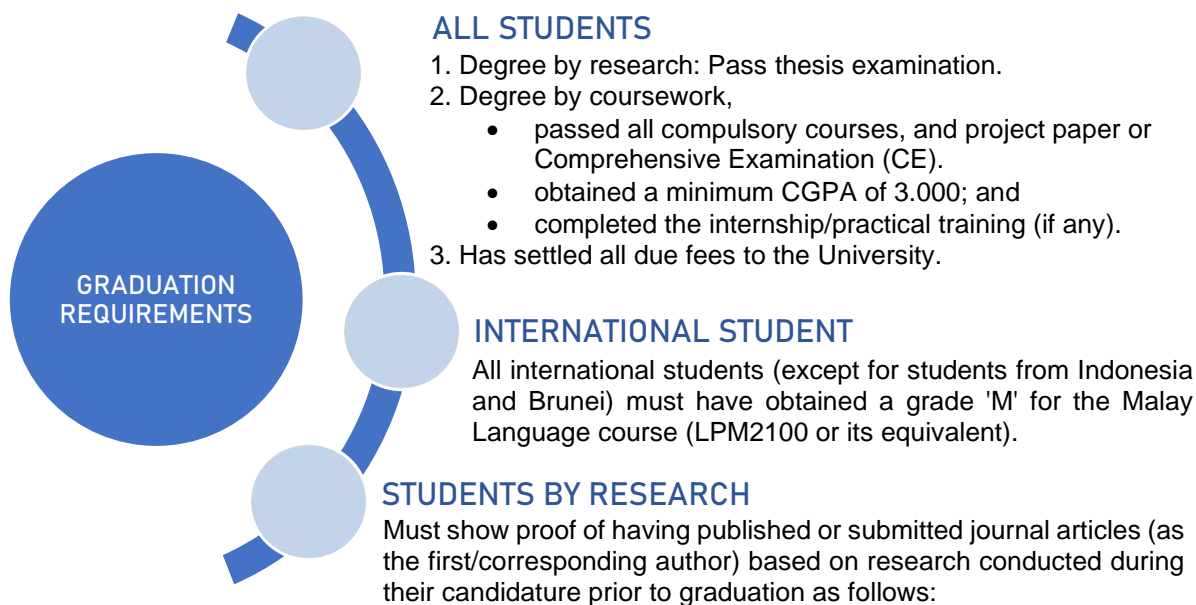 ALL STUDENTS
1. Degree by research: Pass thesis examination.
2. Degree by coursework,
• passed all compulsory courses, and project paper or
Comprehensive Examination (CE).
• obtained a minimum CGPA of 3.000; and
• completed the internship/practical training (if any).
3. Has settled all due fees to the University.
GRADUATION
REQUIREMENTS
INTERNATIONAL STUDENT
All international students (except for students from Indonesia
and Brunei) must have obtained a grade 'M' for the Malay
Language course (LPM2100 or its equivalent).
STUDENTS BY RESEARCH
Must show proof of having published or submitted journal articles (as
the first/corresponding author) based on research conducted during
their candidature prior to graduation as follows: